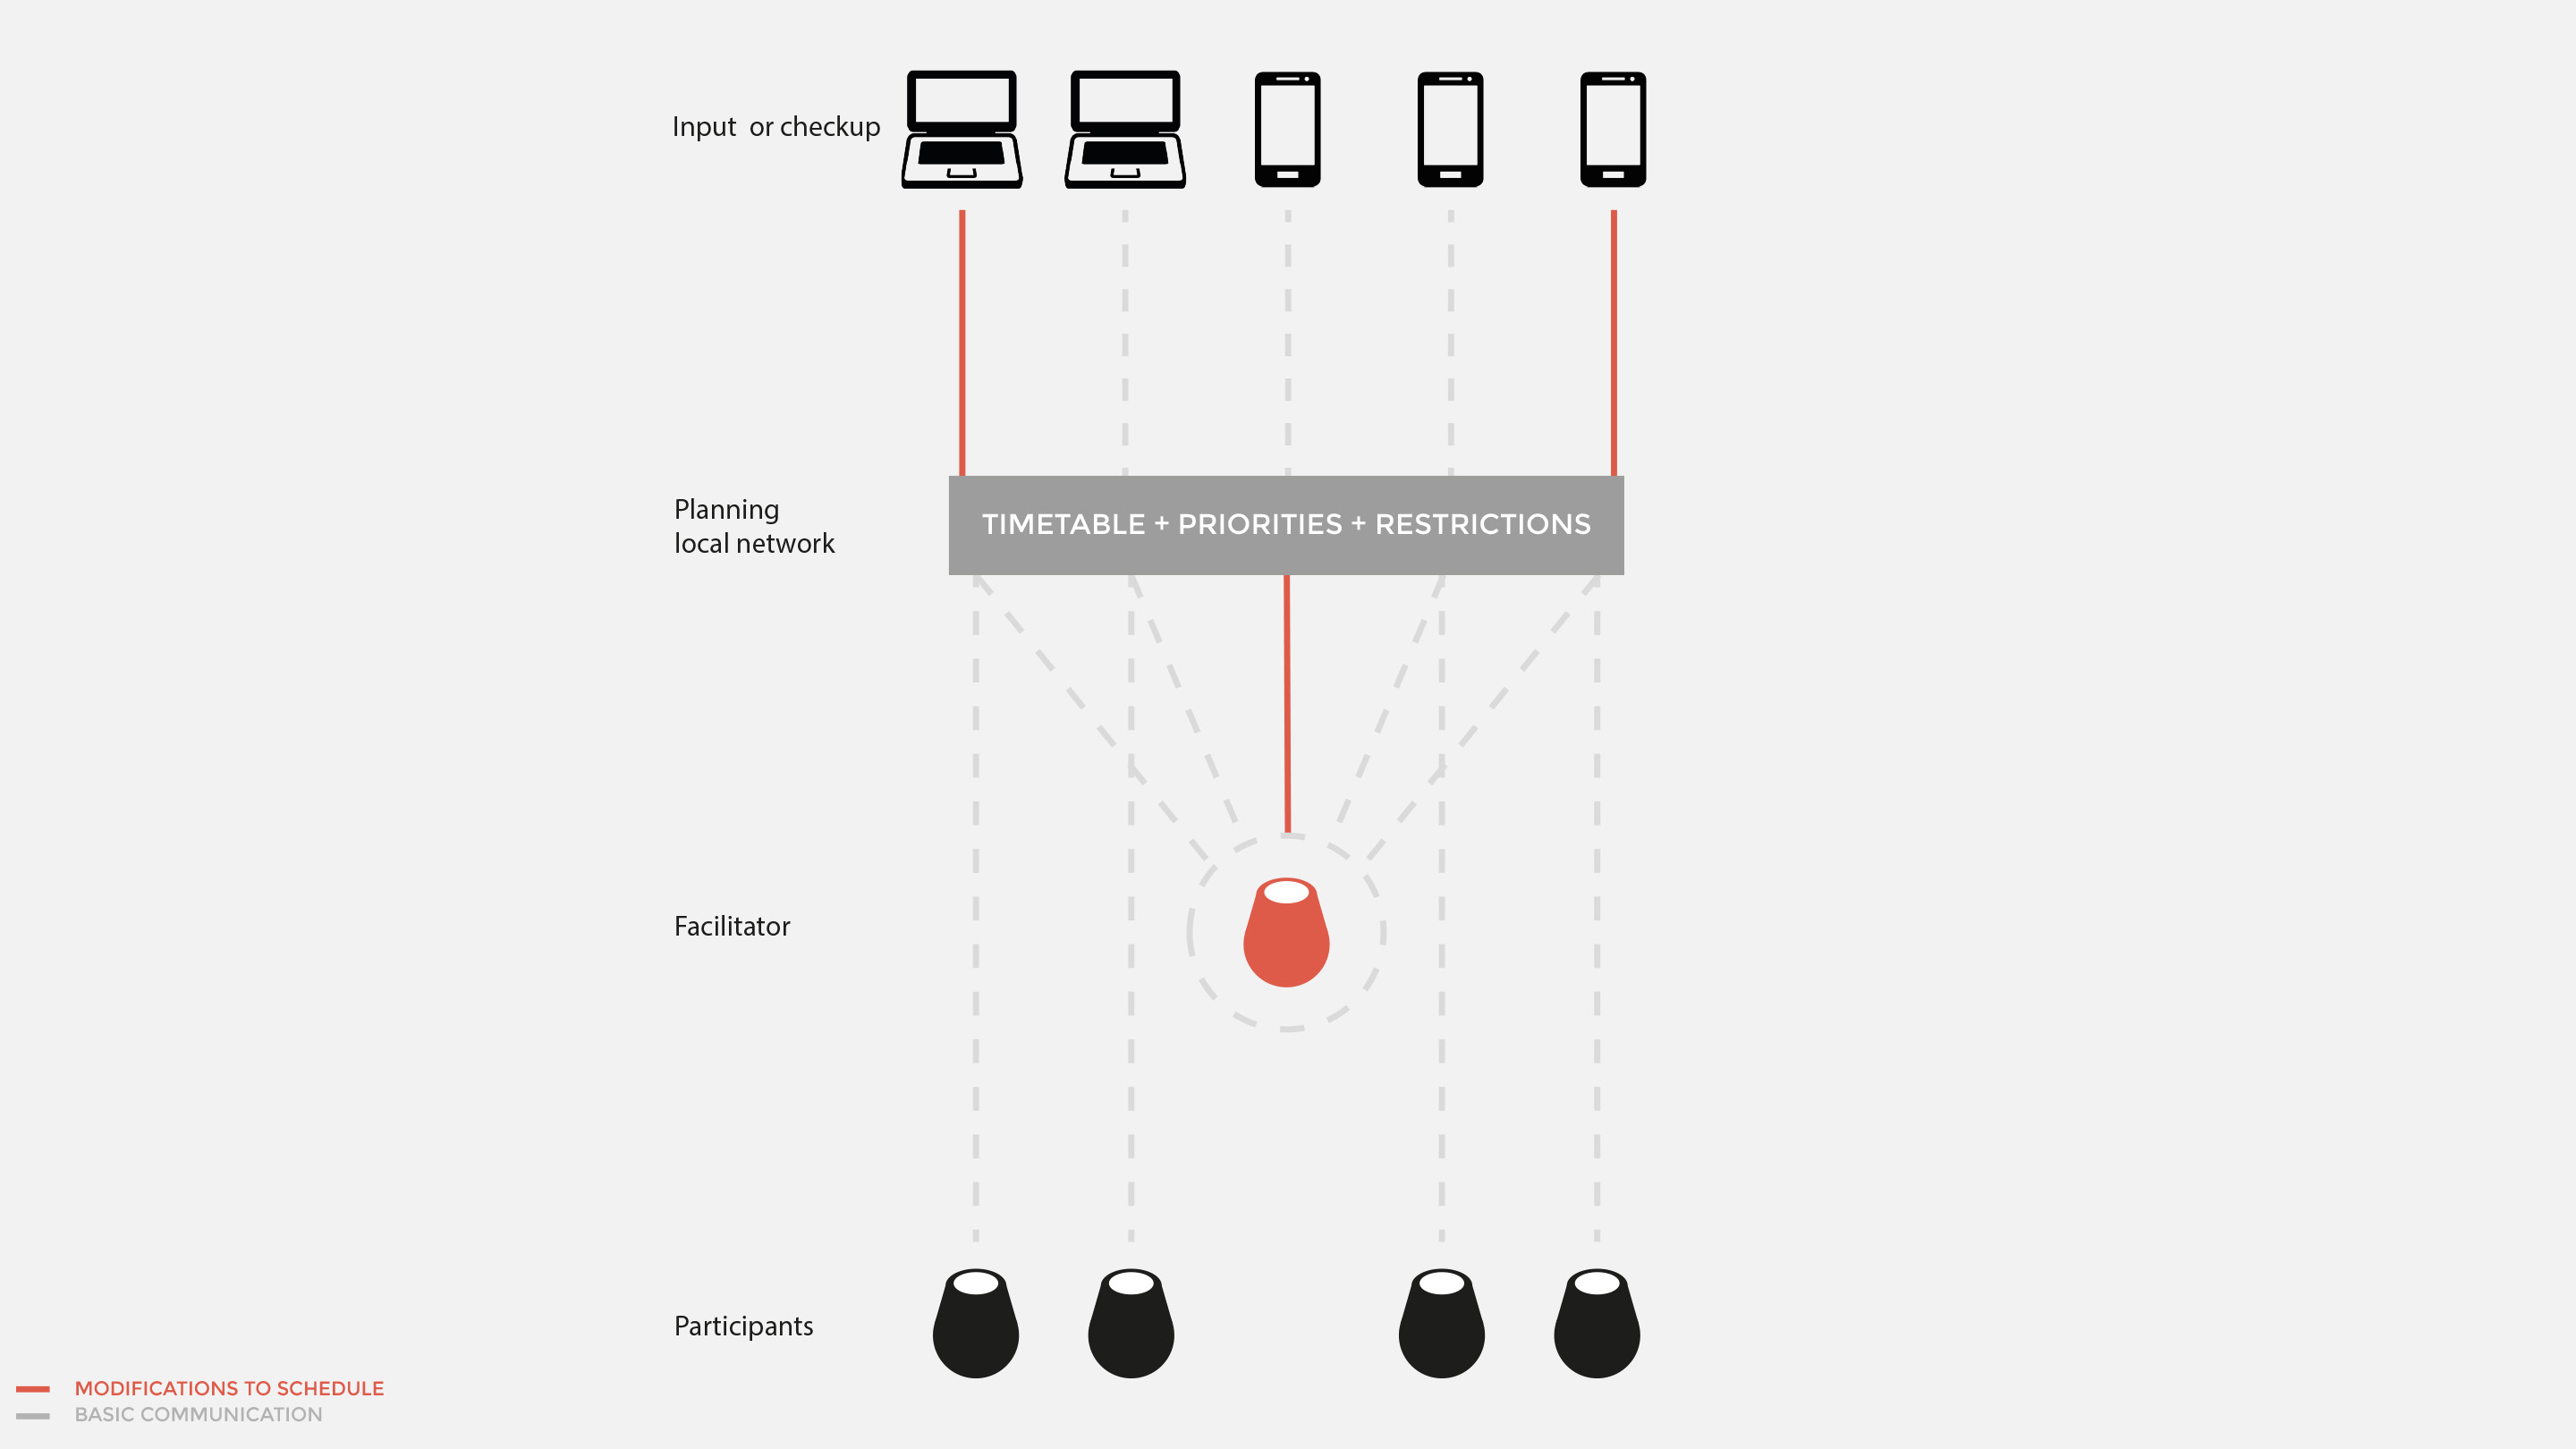 Input  or checkup
Planning
local network
TIMETABLE + PRIORITIES + RESTRICTIONS
Facilitator
Participants
MODIFICATIONS TO SCHEDULE
BASIC COMMUNICATION